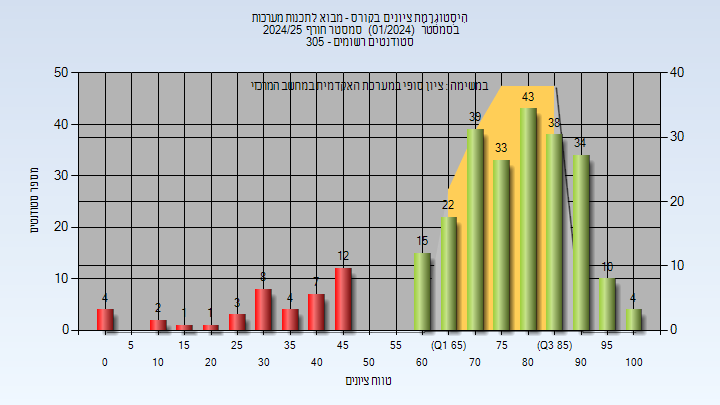 היסטוגרמת ציונים בקורס - מבוא לתכנות מערכות
בסמסטר (01/2024) סמסטר חורף 2024/25
סטודנטים רשומים - 305
במשימה : ציון סופי במערכת האקדמית במחשב המרכזי
50 40 30 20 10 0
מספר סטודנטים
40 30 20 10 0
4 2 1 1 3 8 4 7 12 15 22 39 33 43 38 34 10 4
5 15 25 35 45 55 (Q1 65) 75 (Q3 85) 95
0 10 20 30 40 50 60 70 80 90 100
טווח ציונים